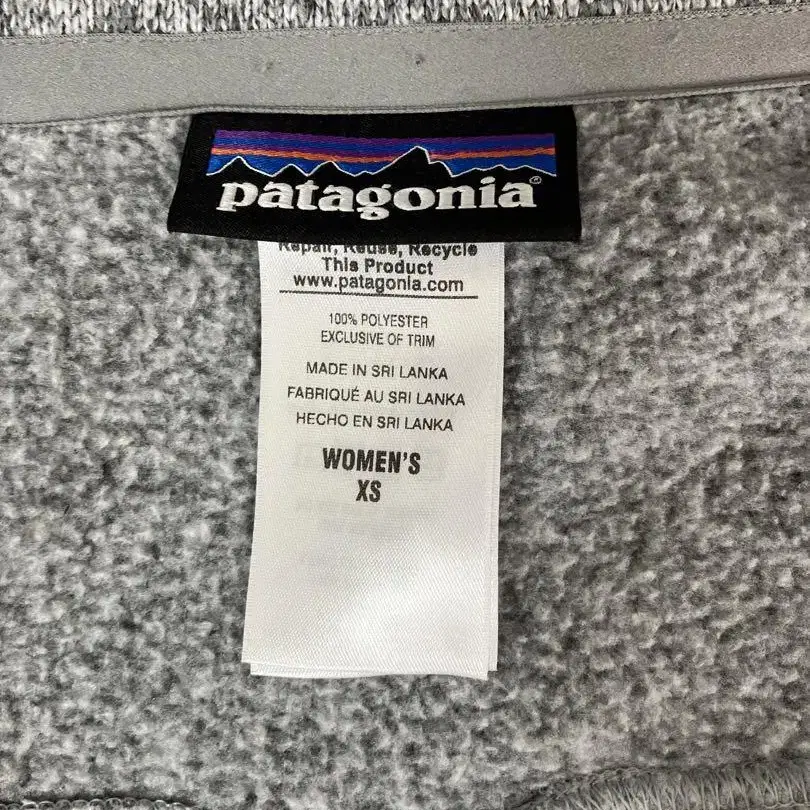 patagonia®
Repair, Reuse, Recycle
This Product
www.patagonia.com
100% POLYESTER
EXCLUSIVE OF TRIM
MADE IN SRI LANKA
FABRIQUÉ AU SRI LANKA
HECHO EN SRI LANKA
WOMEN'S
XS